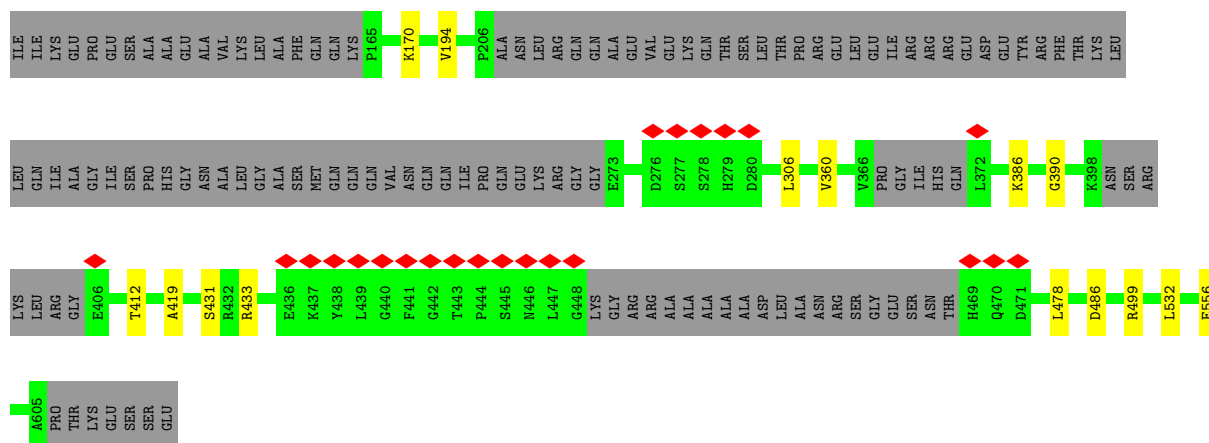 ILE ILE LYS GLU PRO GLU SER ALA ALA GLU ALA VAL LYS LEU ALA PHE GLN GLN LYS P165 K170 V194 P206 ALA ASN LEU ARG GLN GLN ALA GLU VAL GLU LYS GLN THR SER LEU THR PRO ARG GLU LEU GLU ILE ARG ARG ARG GLU ASP GLU TYR ARG PHE THR LYS LEU
LEU GLN ILE ALA GLY ILE SER PRO HIS GLY ASN ALA LEU GLY ALA SER MET GLN GLN GLN VAL ASN GLN GLN ILE PRO GLN GLU LYS ARG GLY GLY E273 D276 S277 S278 H279 D280 L306 V360 V366 PRO GLY ILE HIS GLN L372 K386 G390 K398 ASN SER ARG
LYS LEU ARG GLY E406 T412 A419 S431 R432 R433 E436 K437 Y438 L439 G440 F441 G442 T443 P444 S445 N446 L447 G448 LYS GLY ARG ARG ALA ALA ALA ALA ALA ASP LEU ALA ASN ARG SER GLY GLU SER ASN THR H469 Q470 D471 L478 D486 R499 L532
A605 PRO THR LYS GLU SER SER GLU